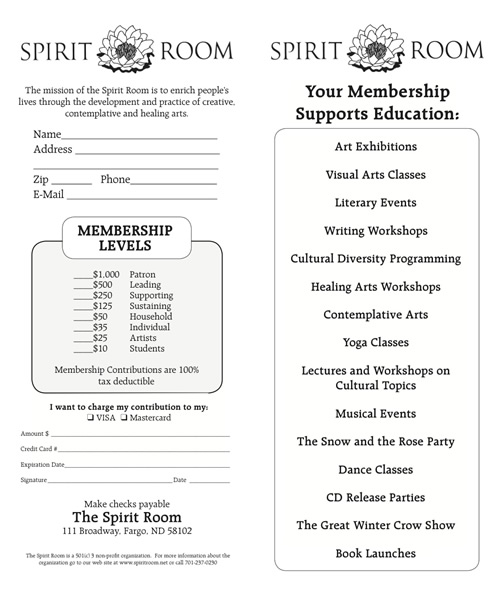 SPIRIT ROOM
The mission of the Spirit Room is to enrich people's
lives through the development and practice of creative,
contemplative and healing arts.
Name
Address
Zip Phone
E-Mail
MEMBERSHIP
LEVELS
$1,000 Patron
$500 Leading
$250 Supporting
$125 Sustaining
$50 Household
$35 Individual
$25 Artists
$10 Students
Membership Contributions are 100%
tax deductible
I want to charge my contribution to my:
❑ VISA ❑ Mastercard
Amount $
Credit Card #
Expiration Date
Signature Date
Make checks payable
The Spirit Room
111 Broadway, Fargo, ND 58102
The Spirit Room is a 501(c) 3 non-profit organization. For more information about the
organization go to our web site at www.spiritroom.net or call 701-237-0230
SPIRIT ROOM
Your Membership
Supports Education:
Art Exhibitions
Visual Arts Classes
Literary Events
Writing Workshops
Cultural Diversity Programming
Healing Arts Workshops
Contemplative Arts
Yoga Classes
Lectures and Workshops on
Cultural Topics
Musical Events
The Snow and the Rose Party
Dance Classes
CD Release Parties
The Great Winter Crow Show
Book Launches